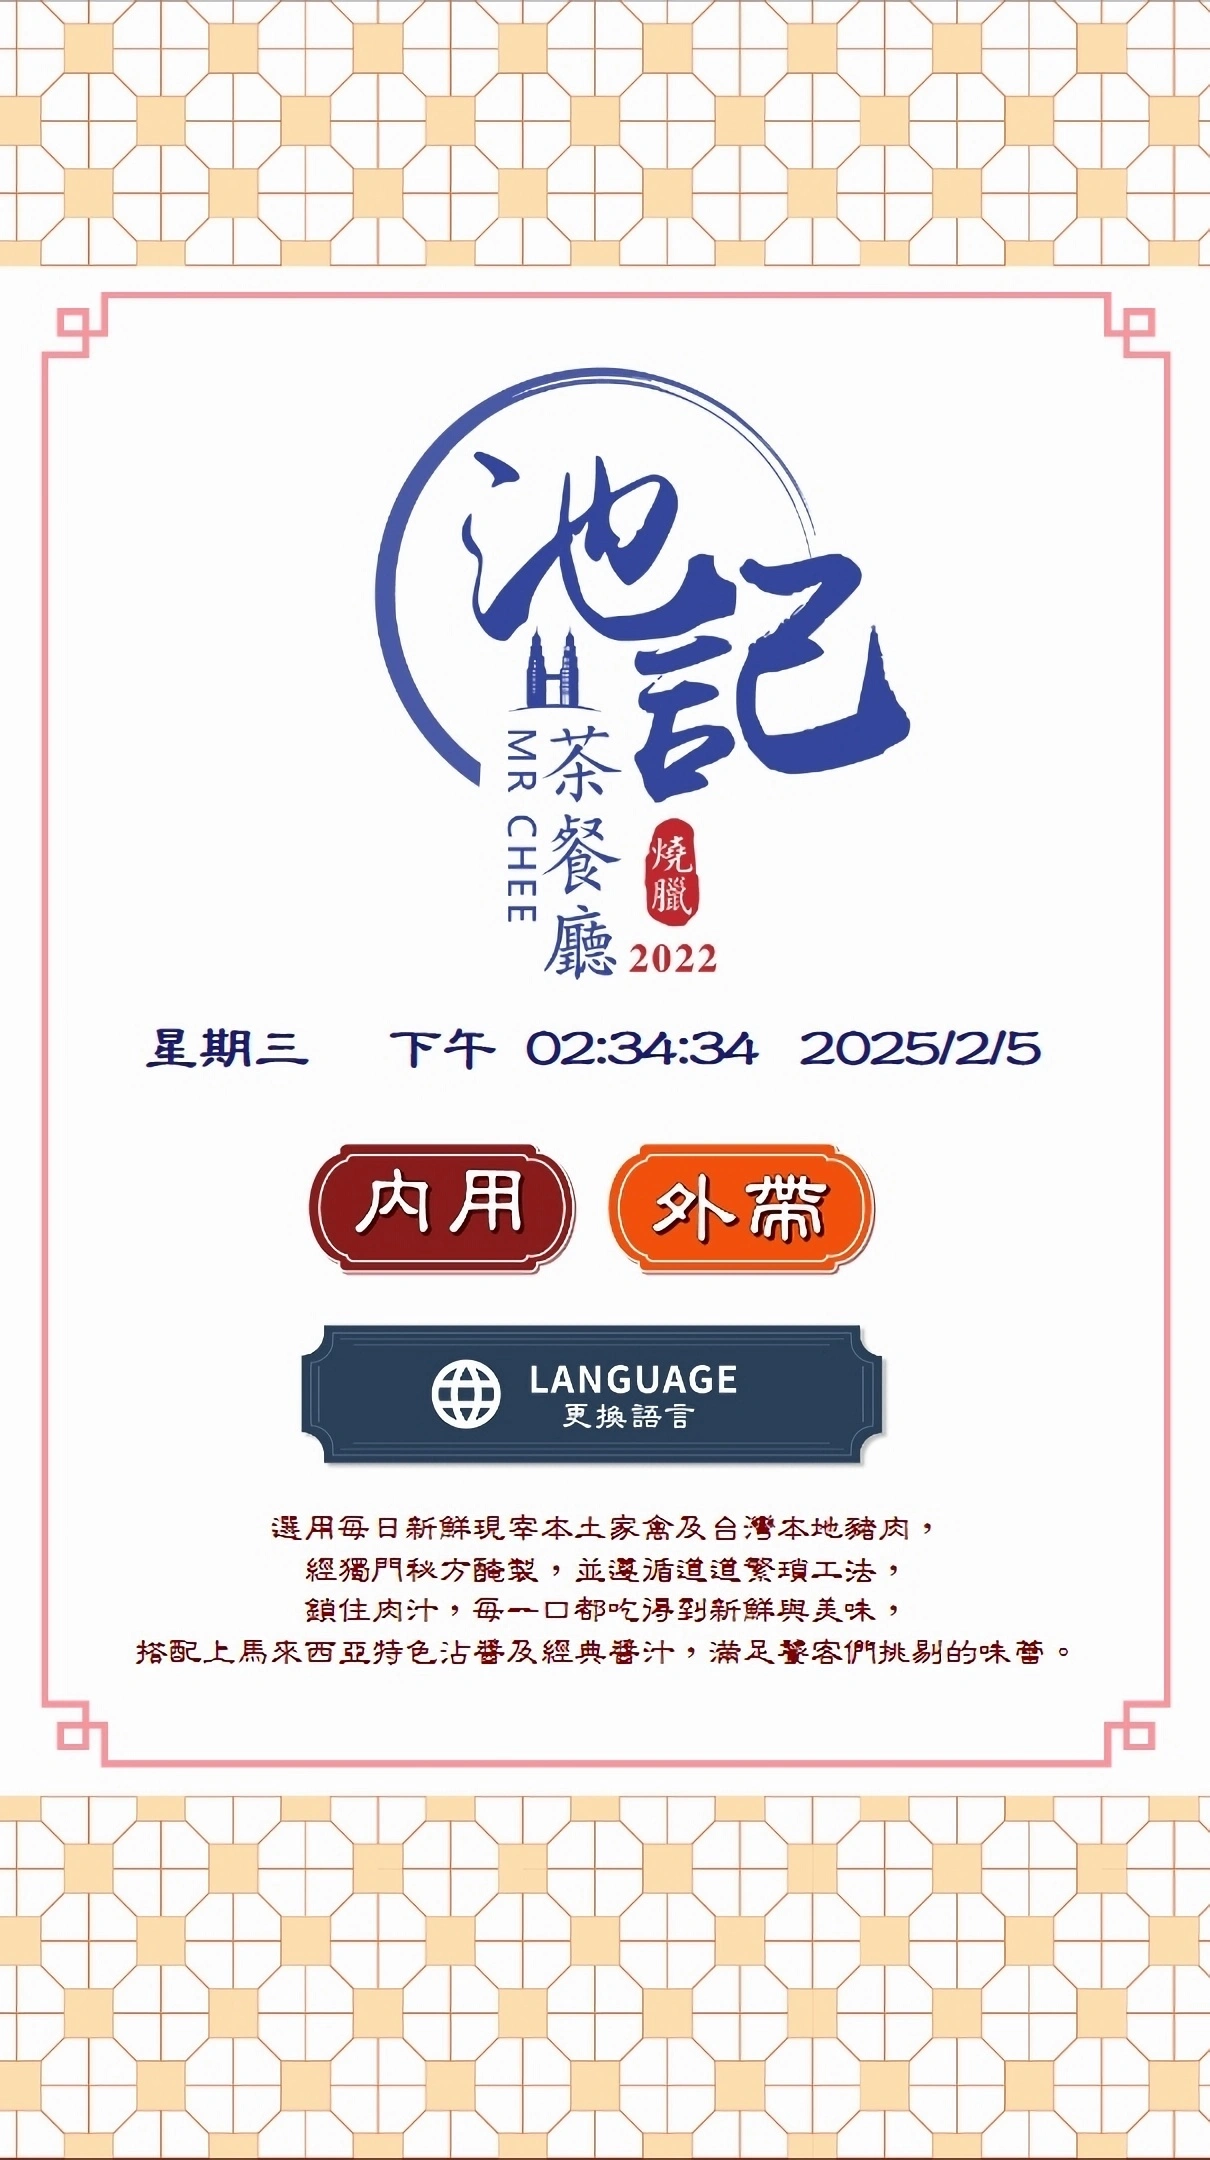 池記
茶餐廳
MR CHEE
燒臘
2022
星期三 下午 02:34:34 2025/2/5
內用
外帶
LANGUAGE
更換語言
選用每日新鮮現宰本土家禽及台灣本地豬肉，
經獨門秘方醃製，並遵循道道繁瑣工法，
鎖住肉汁，每一口都吃得到新鮮與美味，
搭配上馬來西亞特色沾醬及經典醬汁，滿足饕客們挑剔的味蕾。